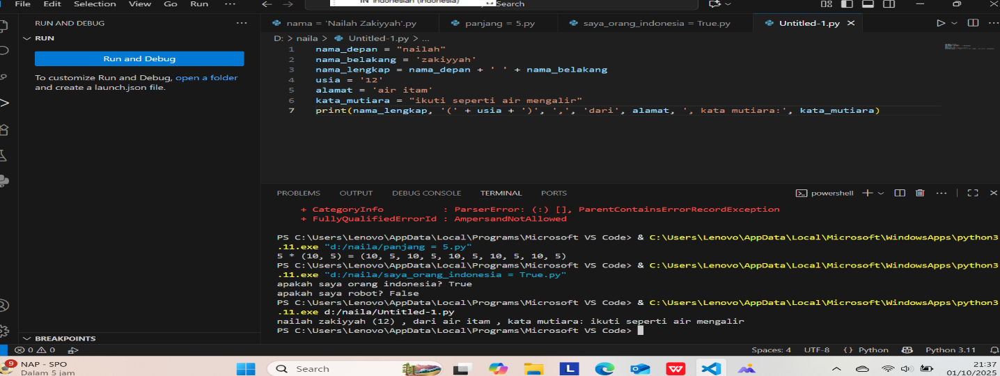 File Edit Selection View Go Run ··· Search
RUN AND DEBUG ···
RUN
Run and Debug
To customize Run and Debug, open a folder
and create a launch.json file.
BREAKPOINTS
nama = 'Nailah Zakiyyah'.py panjang = 5.py saya_orang_indonesia = True.py Untitled-1.py
D: > naila > Untitled-1.py > ...
1 nama_depan = "nailah"
2 nama_belakang = 'zakiyyah'
3 nama_lengkap = nama_depan + ' ' + nama_belakang
4 usia = '12'
5 alamat = 'air itam'
6 kata_mutiara = "ikuti seperti air mengalir"
7 print(nama_lengkap, '(' + usia + ')', ',', 'dari', alamat, ', kata mutiara:', kata_mutiara)
PROBLEMS OUTPUT DEBUG CONSOLE TERMINAL PORTS powershell
+ CategoryInfo : ParserError: (:) [], ParentContainsErrorRecordException
+ FullyQualifiedErrorId : AmpersandNotAllowed
PS C:\Users\Lenovo\AppData\Local\Programs\Microsoft VS Code> & C:\Users\Lenovo\AppData\Local\Microsoft\WindowsApps\python3
.11.exe "d:/naila/panjang = 5.py"
5 * (10, 5) = (10, 5, 10, 5, 10, 5, 10, 5, 10, 5)
PS C:\Users\Lenovo\AppData\Local\Programs\Microsoft VS Code> & C:\Users\Lenovo\AppData\Local\Microsoft\WindowsApps\python3
.11.exe "d:/naila/saya_orang_indonesia = True.py"
apakah saya orang indonesia? True
apakah saya robot? False
PS C:\Users\Lenovo\AppData\Local\Programs\Microsoft VS Code> & C:\Users\Lenovo\AppData\Local\Microsoft\WindowsApps\python3
.11.exe d:/naila/Untitled-1.py
nailah zakiyyah (12) , dari air itam , kata mutiara: ikuti seperti air mengalir
PS C:\Users\Lenovo\AppData\Local\Programs\Microsoft VS Code>
0 0 Spaces: 4 UTF-8 {} Python Python 3.11
9 NAP - SPO
Dalam 5 jam
Search
L
21:37
01/10/2025